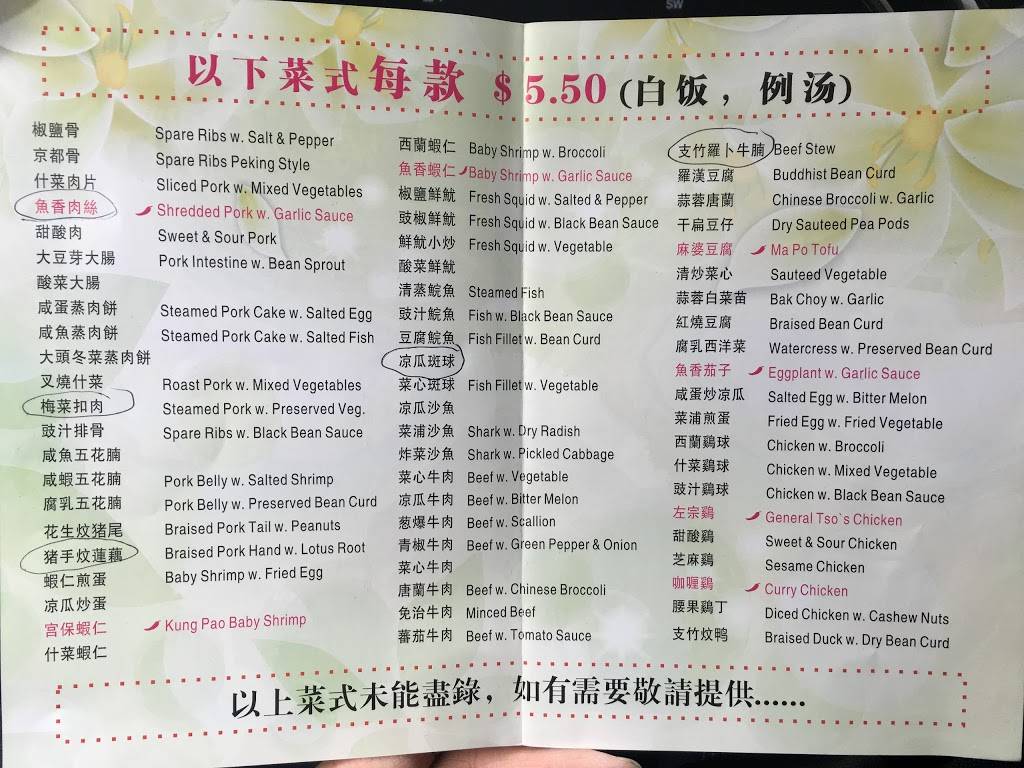 SW
以下菜式每款 $5.50 (白饭，例汤)
椒鹽骨 Spare Ribs w. Salt & Pepper
京都骨 Spare Ribs Peking Style
什菜肉片 Sliced Pork w. Mixed Vegetables
魚香肉絲 Shredded Pork w. Garlic Sauce
甜酸肉 Sweet & Sour Pork
大豆芽大腸 Pork Intestine w. Bean Sprout
酸菜大腸
咸蛋蒸肉餅 Steamed Pork Cake w. Salted Egg
咸魚蒸肉餅 Steamed Pork Cake w. Salted Fish
大頭冬菜蒸肉餅
叉燒什菜 Roast Pork w. Mixed Vegetables
梅菜扣肉 Steamed Pork w. Preserved Veg.
豉汁排骨 Spare Ribs w. Black Bean Sauce
咸魚五花腩
咸蝦五花腩 Pork Belly w. Salted Shrimp
腐乳五花腩 Pork Belly w. Preserved Bean Curd
花生炆猪尾 Braised Pork Tail w. Peanuts
猪手炆蓮藕 Braised Pork Hand w. Lotus Root
蝦仁煎蛋 Baby Shrimp w. Fried Egg
凉瓜炒蛋
宫保蝦仁 Kung Pao Baby Shrimp
什菜蝦仁
西蘭蝦仁 Baby Shrimp w. Broccoli
魚香蝦仁 Baby Shrimp w. Garlic Sauce
椒鹽鮮魷 Fresh Squid w. Salted & Pepper
豉椒鮮魷 Fresh Squid w. Black Bean Sauce
鮮魷小炒 Fresh Squid w. Vegetable
酸菜鮮魷
清蒸鯇魚 Steamed Fish
豉汁鯇魚 Fish w. Black Bean Sauce
豆腐鯇魚 Fish Fillet w. Bean Curd
凉瓜斑球
菜心斑球 Fish Fillet w. Vegetable
凉瓜沙魚
菜浦沙魚 Shark w. Dry Radish
炸菜沙魚 Shark w. Pickled Cabbage
菜心牛肉 Beef w. Vegetable
凉瓜牛肉 Beef w. Bitter Melon
葱爆牛肉 Beef w. Scallion
青椒牛肉 Beef w. Green Pepper & Onion
菜心牛肉
唐蘭牛肉 Beef w. Chinese Broccoli
免治牛肉 Minced Beef
蕃茄牛肉 Beef w. Tomato Sauce
支竹羅卜牛腩 Beef Stew
羅漢豆腐 Buddhist Bean Curd
蒜蓉唐蘭 Chinese Broccoli w. Garlic
干扁豆仔 Dry Sauteed Pea Pods
麻婆豆腐 Ma Po Tofu
清炒菜心 Sauteed Vegetable
蒜蓉白菜苗 Bak Choy w. Garlic
紅燒豆腐 Braised Bean Curd
腐乳西洋菜 Watercress w. Preserved Bean Curd
魚香茄子 Eggplant w. Garlic Sauce
咸蛋炒凉瓜 Salted Egg w. Bitter Melon
菜浦煎蛋 Fried Egg w. Fried Vegetable
西蘭鷄球 Chicken w. Broccoli
什菜鷄球 Chicken w. Mixed Vegetable
豉汁鷄球 Chicken w. Black Bean Sauce
左宗鷄 General Tso`s Chicken
甜酸鷄 Sweet & Sour Chicken
芝麻鷄 Sesame Chicken
咖喱鷄 Curry Chicken
腰果鷄丁 Diced Chicken w. Cashew Nuts
支竹炆鸭 Braised Duck w. Dry Bean Curd
以上菜式未能盡錄，如有需要敬請提供......